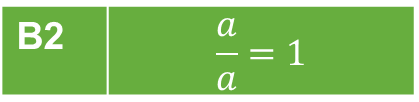 B2
a/a = 1